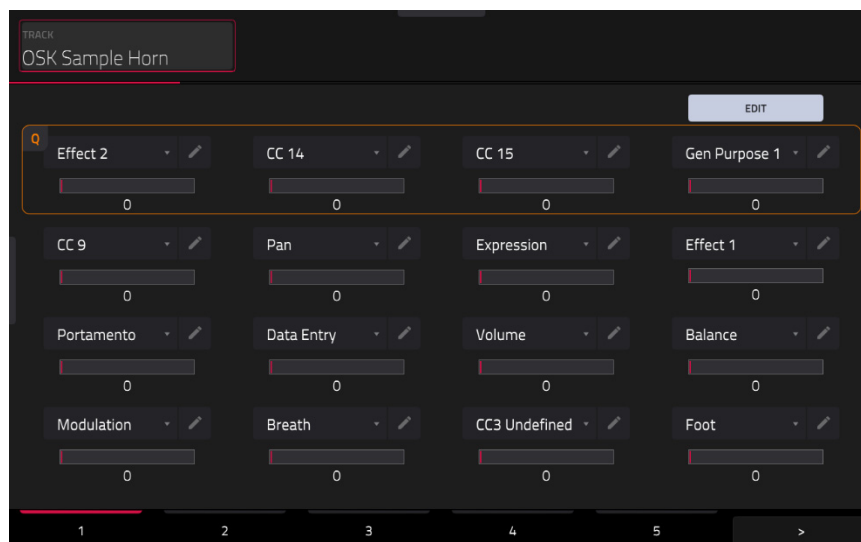 TRACK
OSK Sample Horn
EDIT
Q
Effect 2 CC 14 CC 15 Gen Purpose 1
0 0 0 0
CC 9 Pan Expression Effect 1
0 0 0 0
Portamento Data Entry Volume Balance
0 0 0 0
Modulation Breath CC3 Undefined Foot
0 0 0 0
1 2 3 4 5 >